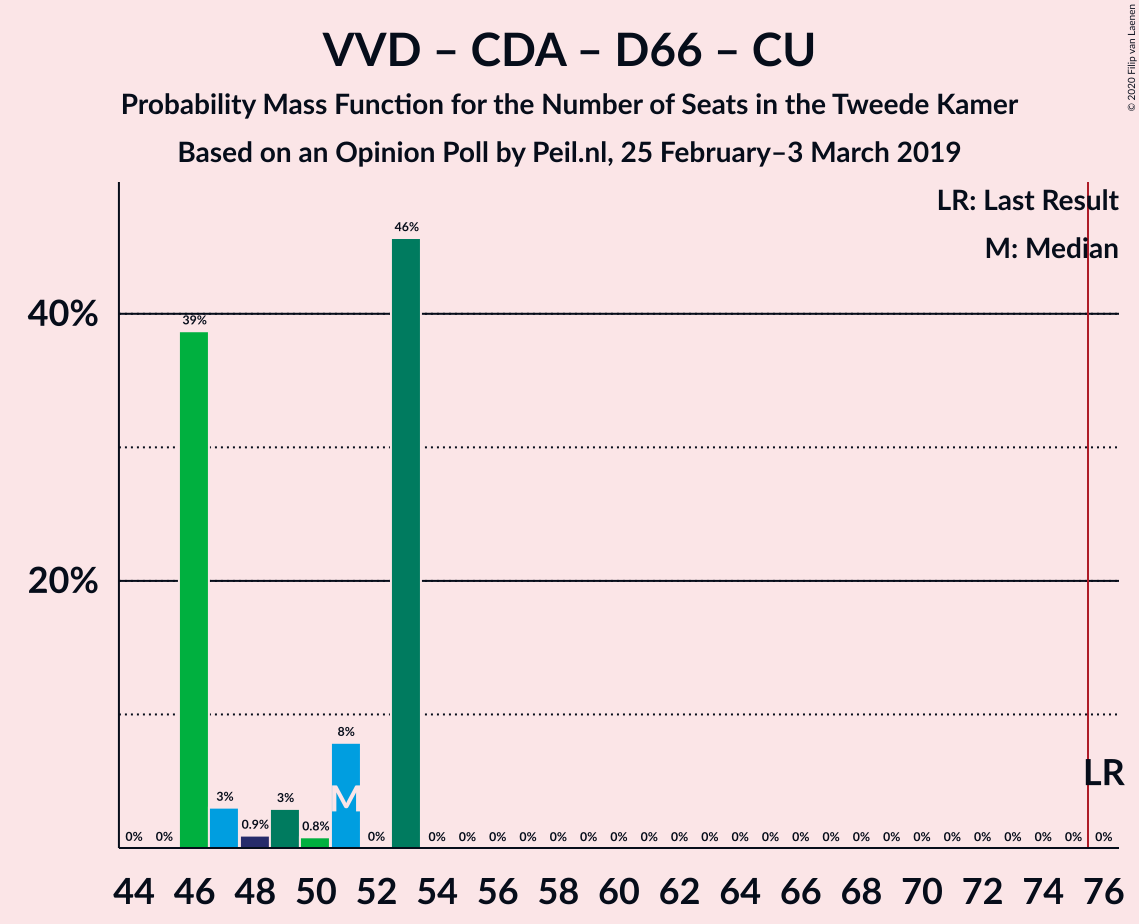 VVD – CDA – D66 – CU
Probability Mass Function for the Number of Seats in the Tweede Kamer
Based on an Opinion Poll by Peil.nl, 25 February–3 March 2019
© 2020 Filip van Laenen
LR: Last Result
M: Median
40%
20%
0% 0% 39% 3% 0.9% 3% 0.8% 8% 0% 46% 0% 0% 0% 0% 0% 0% 0% 0% 0% 0% 0% 0% 0% 0% 0% 0% 0% 0% 0% 0% 0% 0% 0%
M
LR
44 46 48 50 52 54 56 58 60 62 64 66 68 70 72 74 76